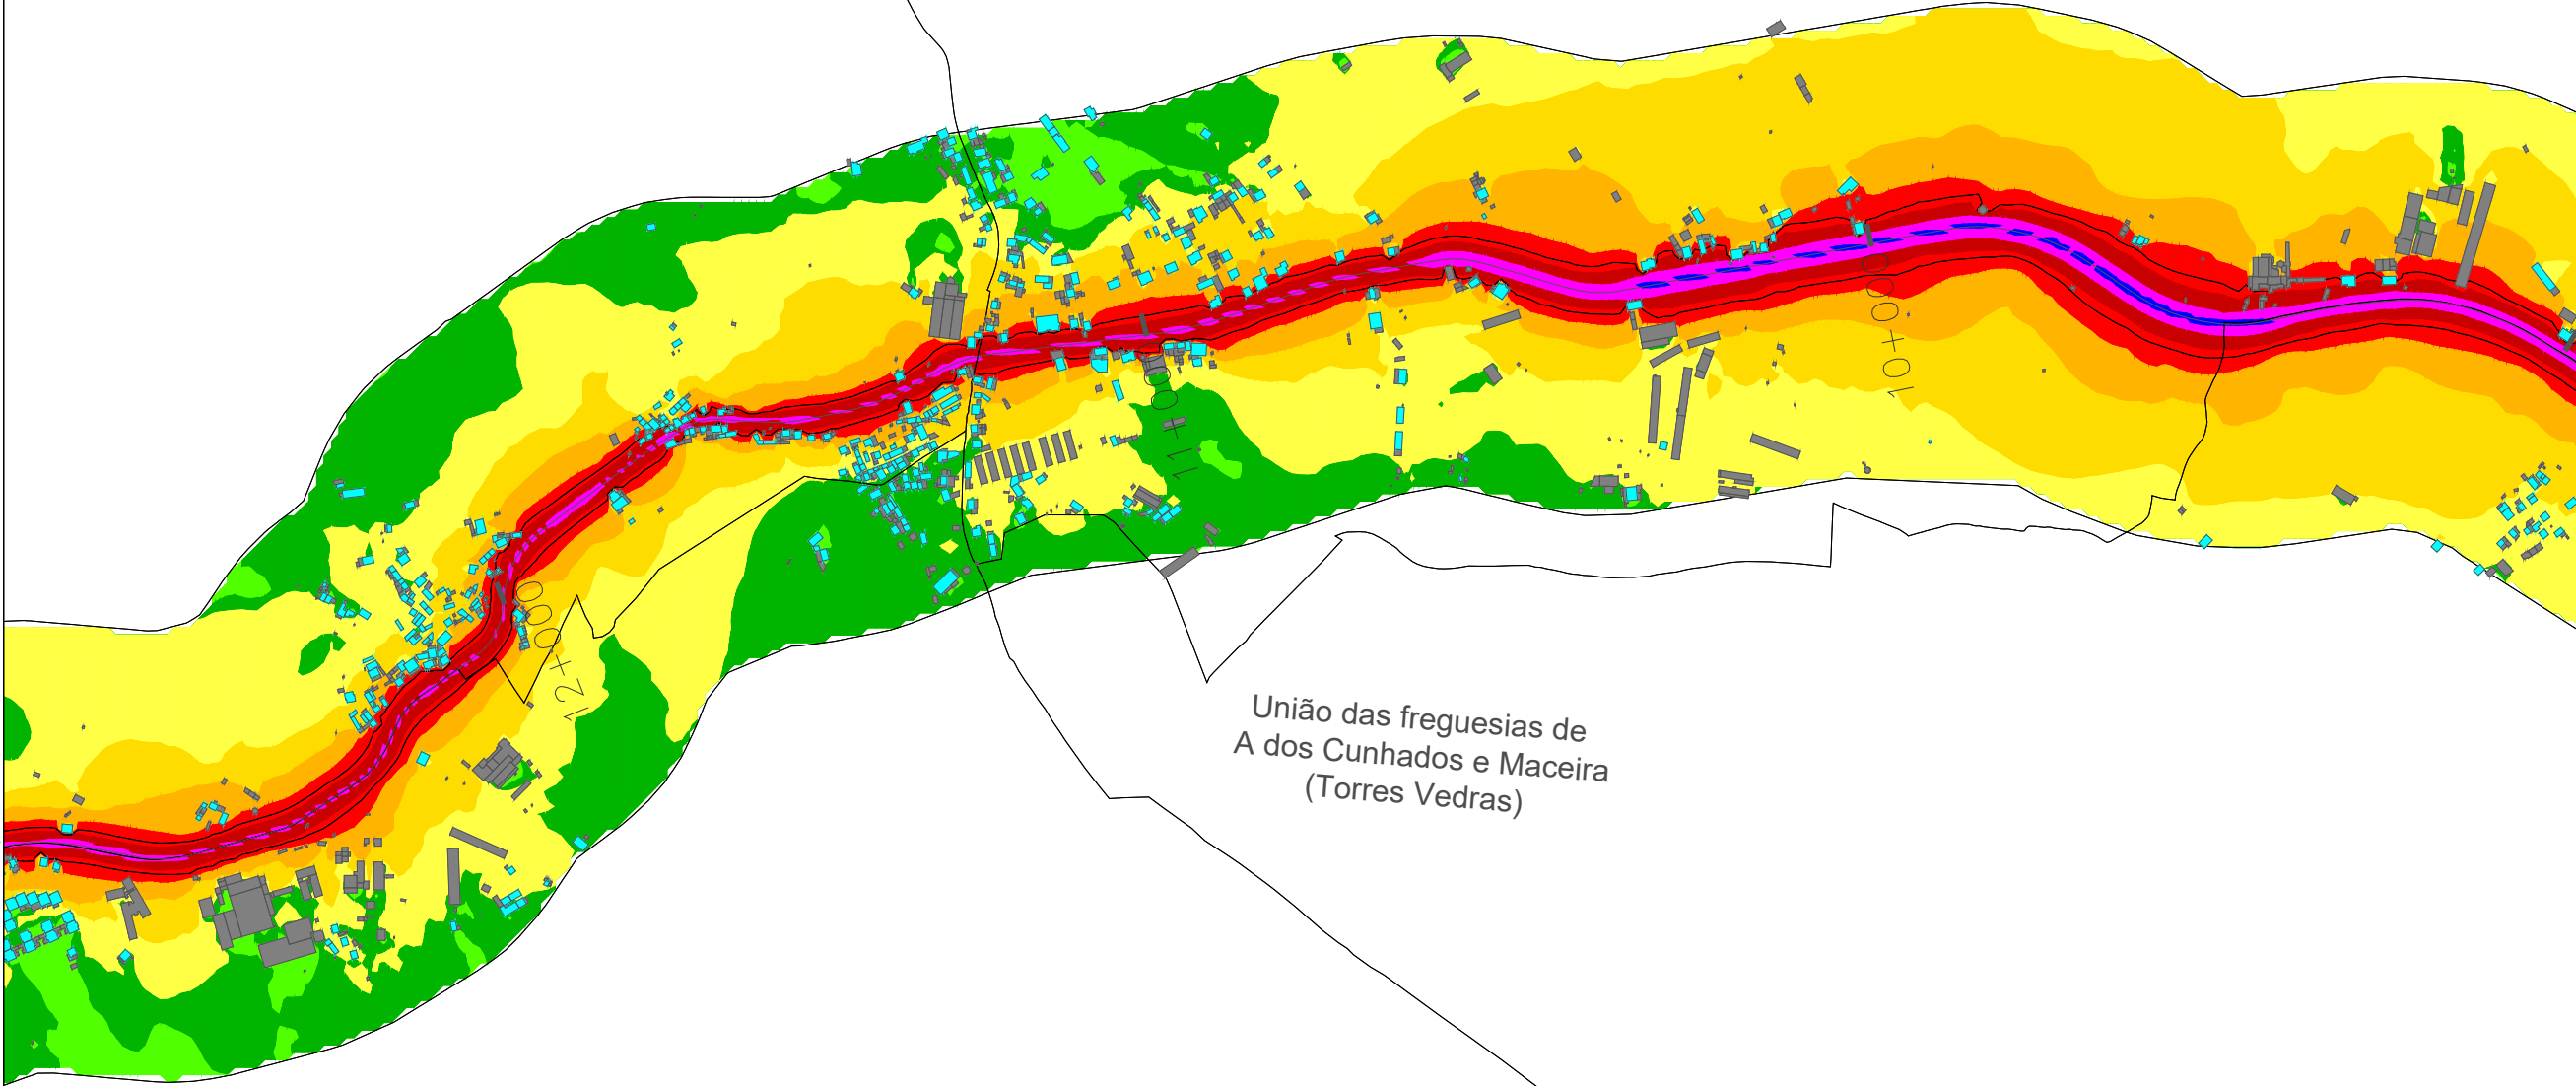 10+000
11+000
12+000
União das freguesias de
A dos Cunhados e Maceira
(Torres Vedras)